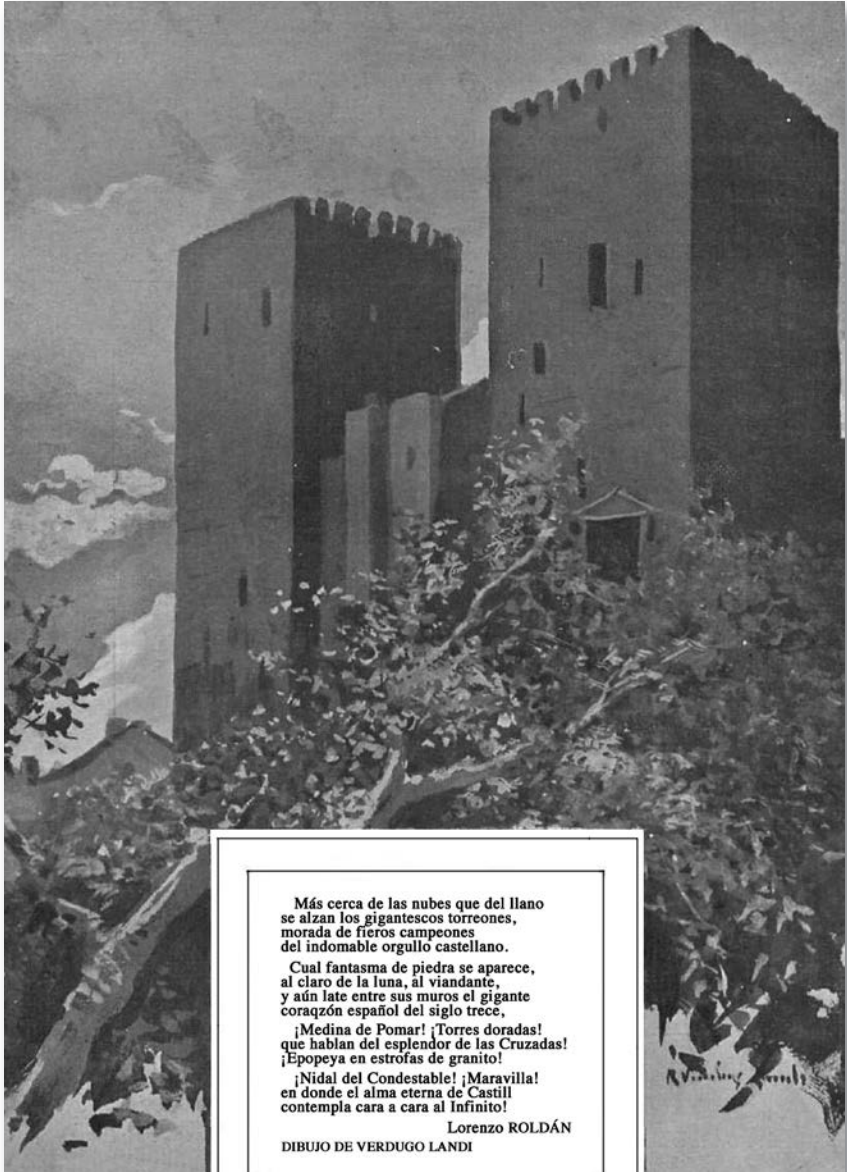 Más cerca de las nubes que del llano
se alzan los gigantescos torreones,
morada de fieros campeones
del indomable orgullo castellano.
Cual fantasma de piedra se aparece,
al claro de la luna, al viandante,
y aún late entre sus muros el gigante
coraqzón español del siglo trece,
¡Medina de Pomar! ¡Torres doradas!
que hablan del esplendor de las Cruzadas!
¡Epopeya en estrofas de granito!
¡Nidal del Condestable! ¡Maravilla!
en donde el alma eterna de Castill
contempla cara a cara al Infinito!
Lorenzo ROLDÁN
DIBUJO DE VERDUGO LANDI